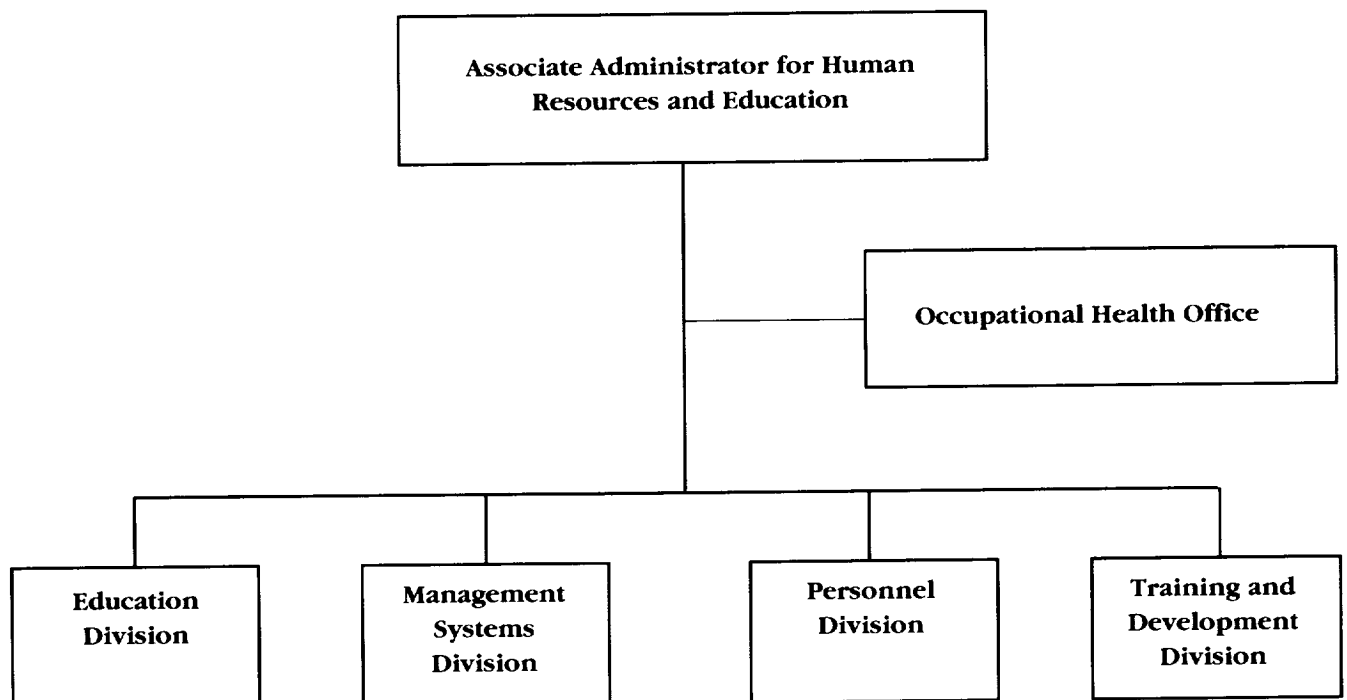 Associate Administrator for Human
Resources and Education
Occupational Health Office
Education
Division
Management
Systems
Division
Personnel
Division
Training and
Development
Division